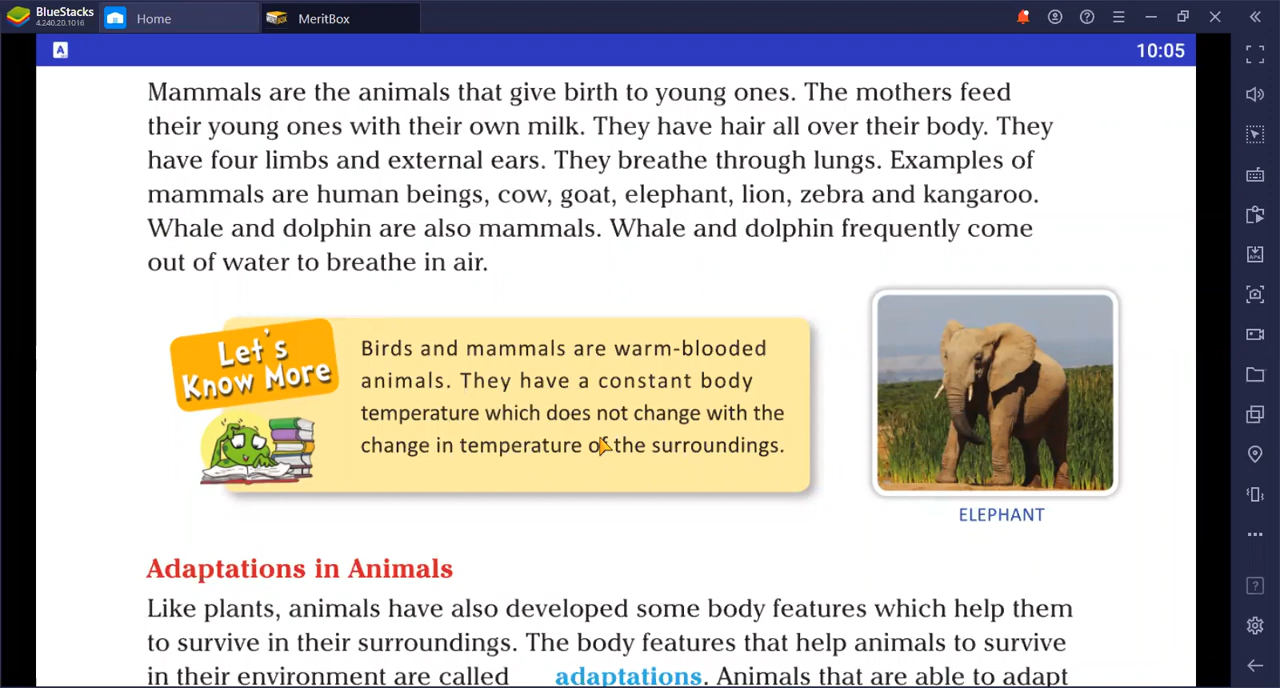 BlueStacks
4.240.20.1016
Home
MeritBox
A
10:05
Mammals are the animals that give birth to young ones. The mothers feed
their young ones with their own milk. They have hair all over their body. They
have four limbs and external ears. They breathe through lungs. Examples of
mammals are human beings, cow, goat, elephant, lion, zebra and kangaroo.
Whale and dolphin are also mammals. Whale and dolphin frequently come
out of water to breathe in air.
Let's
Know More
Birds and mammals are warm-blooded
animals. They have a constant body
temperature which does not change with the
change in temperature of the surroundings.
ELEPHANT
Adaptations in Animals
Like plants, animals have also developed some body features which help them
to survive in their surroundings. The body features that help animals to survive
in their environment are called adaptations. Animals that are able to adapt